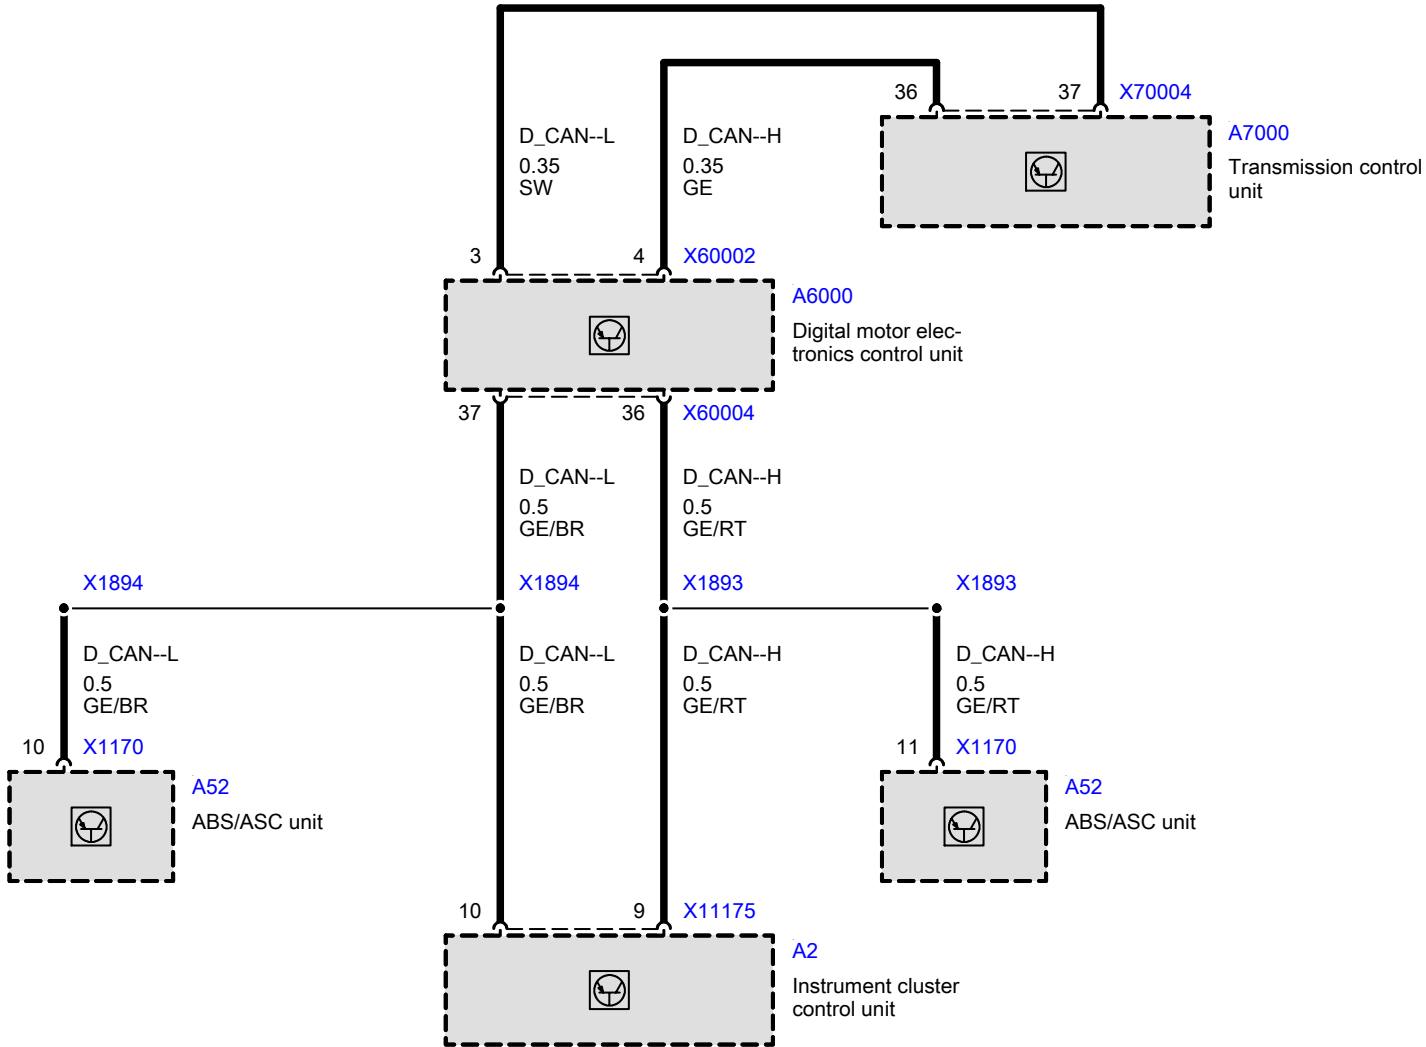 36
37
X70004
A7000
Transmission control
unit
D_CAN--L
0.35
SW
D_CAN--H
0.35
GE
3
4
X60002
A6000
Digital motor elec-
tronics control unit
37
36
X60004
D_CAN--L
0.5
GE/BR
D_CAN--H
0.5
GE/RT
X1894
X1894
X1893
X1893
D_CAN--L
0.5
GE/BR
D_CAN--L
0.5
GE/BR
D_CAN--H
0.5
GE/RT
D_CAN--H
0.5
GE/RT
10
X1170
A52
ABS/ASC unit
11
X1170
A52
ABS/ASC unit
10
9
X11175
A2
Instrument cluster
control unit